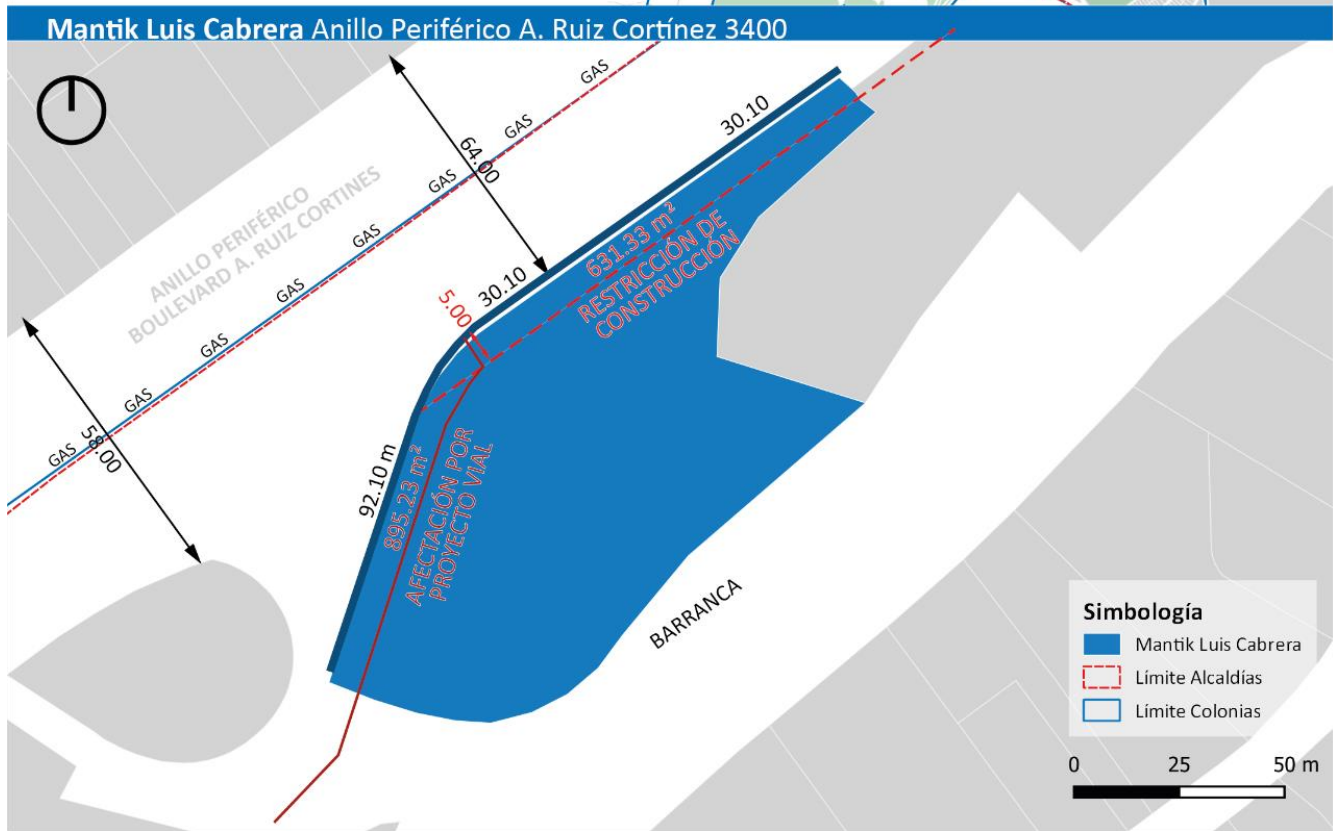 Mantik Luis Cabrera Anillo Periférico A. Ruiz Cortínez 3400
GAS
GAS
GAS
GAS
GAS
GAS
GAS
GAS
GAS
64.00
30.10
ANILLO PERIFÉRICO
BOULEVARD A. RUIZ CORTINES
631.33 m²
RESTRICCIÓN DE
CONSTRUCCIÓN
30.10
5.00
58.00
92.10 m
895.23 m²
AFECTACIÓN POR
PROYECTO VIAL
BARRANCA
Simbología
Mantik Luis Cabrera
Límite Alcaldías
Límite Colonias
0 25 50 m